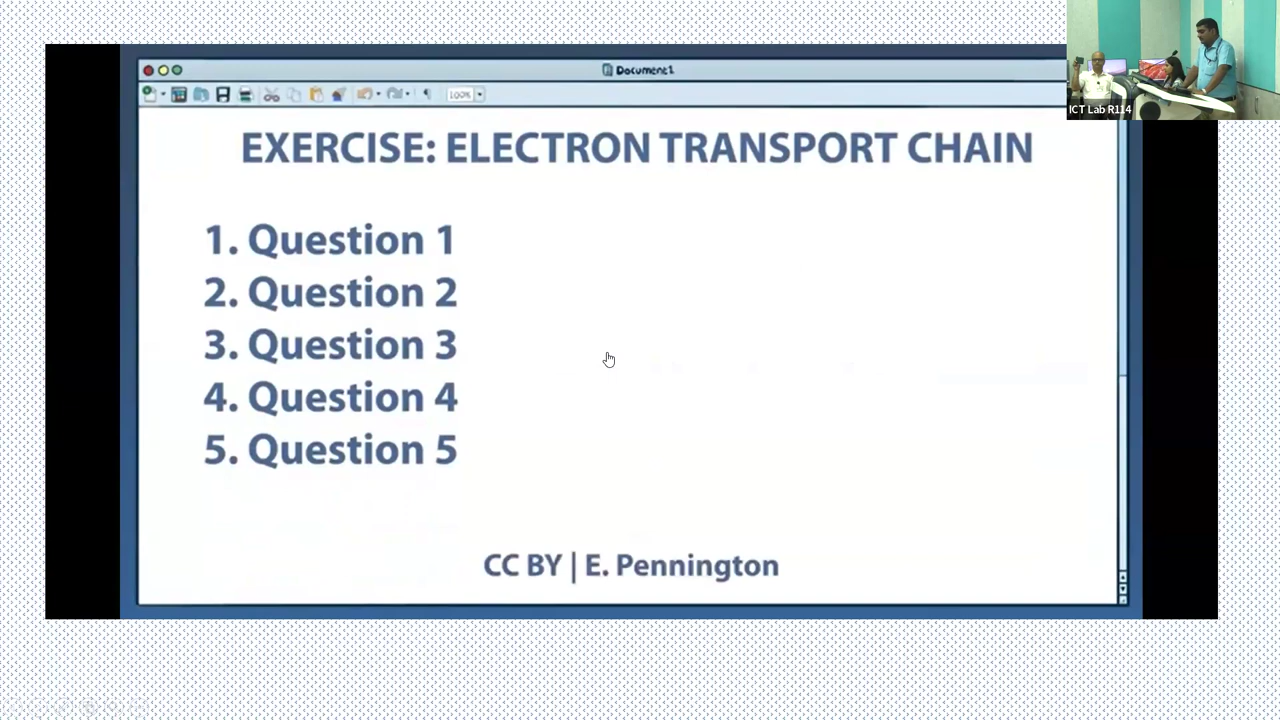 Document1
100%
EXERCISE: ELECTRON TRANSPORT CHAIN
1. Question 1
2. Question 2
3. Question 3
4. Question 4
5. Question 5
CC BY | E. Pennington
ICT Lab R114